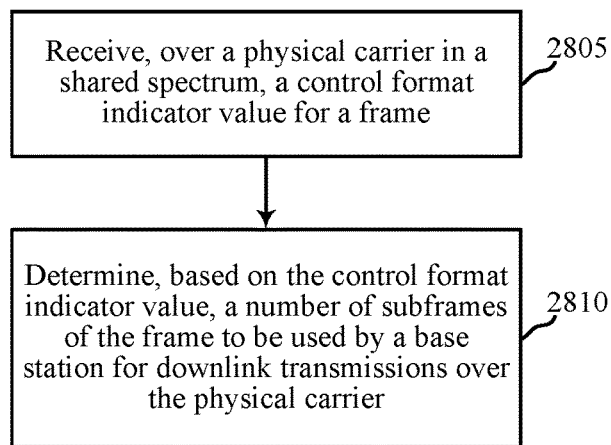 Receive, over a physical carrier in a
shared spectrum, a control format
indicator value for a frame
2805
Determine, based on the control format
indicator value, a number of subframes
of the frame to be used by a base
station for downlink transmissions over
the physical carrier
2810